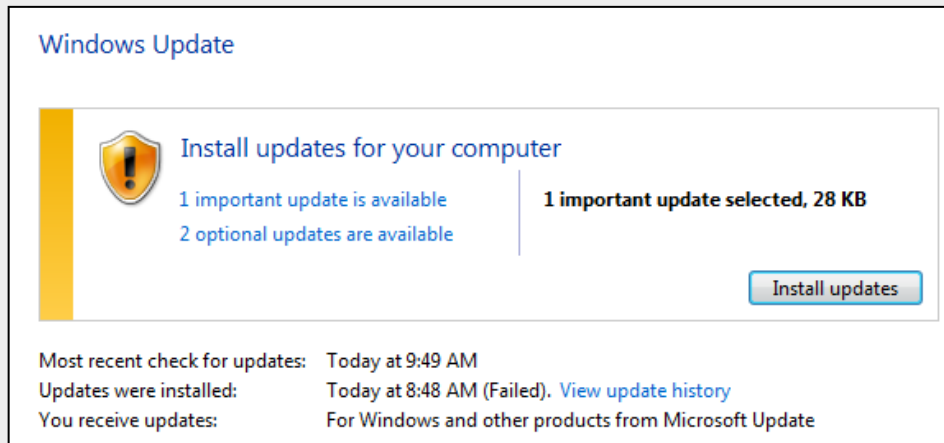 Windows Update
Install updates for your computer
1 important update is available
2 optional updates are available
1 important update selected, 28 KB
Install updates
Most recent check for updates: Today at 9:49 AM
Updates were installed: Today at 8:48 AM (Failed). View update history
You receive updates: For Windows and other products from Microsoft Update